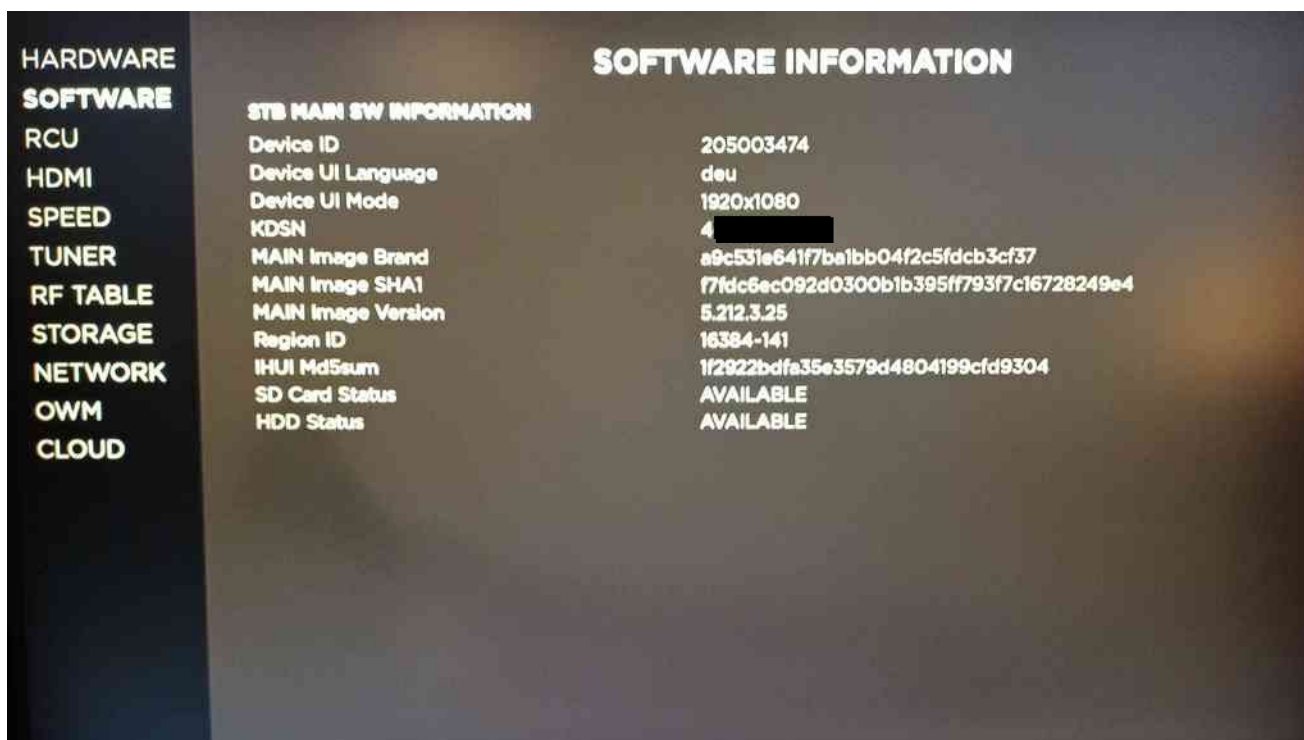 HARDWARE
SOFTWARE
RCU
HDMI
SPEED
TUNER
RF TABLE
STORAGE
NETWORK
OWM
CLOUD
SOFTWARE INFORMATION
STB MAIN SW INFORMATION
Device ID 205003474
Device UI Language deu
Device UI Mode 1920x1080
KDSN 4
MAIN Image Brand a9c531e641f7ba1bb04f2c5fdcb3cf37
MAIN Image SHA1 f7fdc6ec092d0300b1b395ff793f7c16728249e4
MAIN Image Version 5.212.3.25
Region ID 16384-141
IHUI Md5sum 1f2922bdfa35e3579d4804199cfd9304
SD Card Status AVAILABLE
HDD Status AVAILABLE